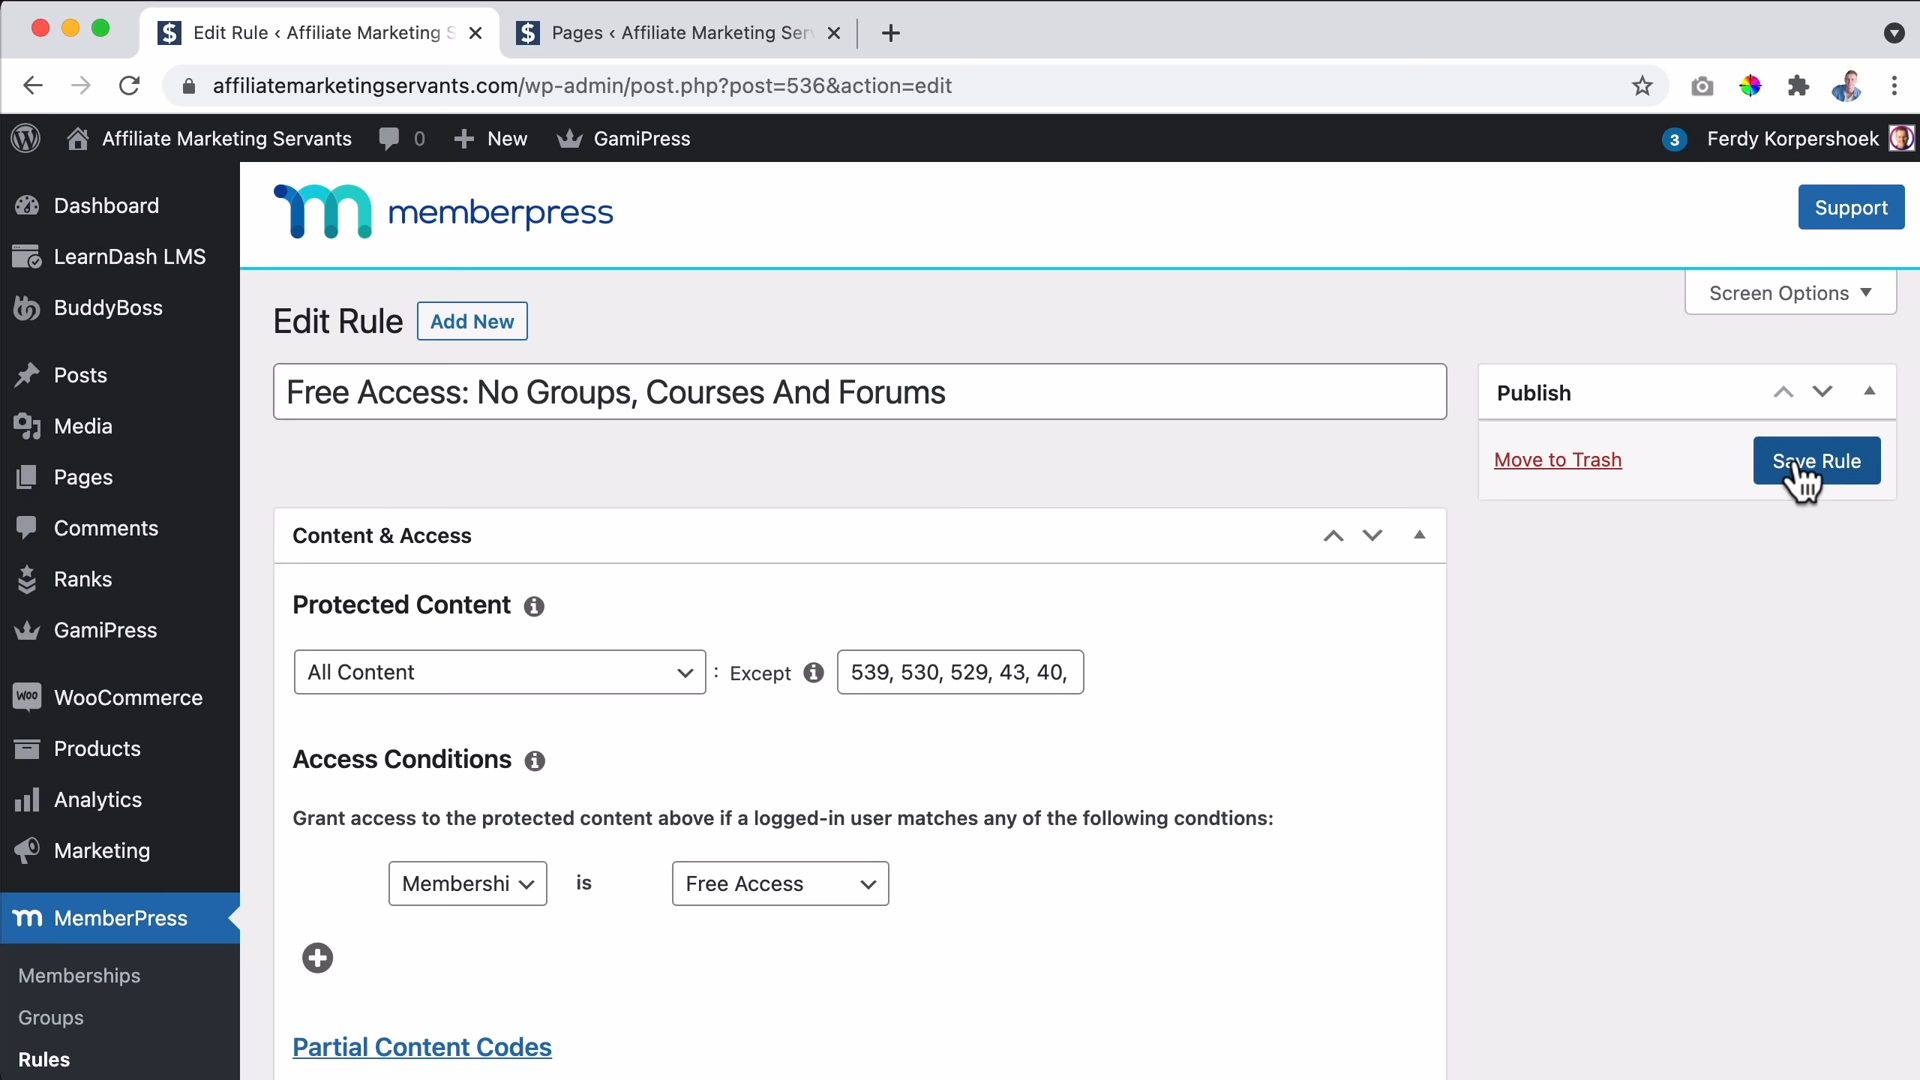 Edit Rule ‹ Affiliate Marketing S
Pages ‹ Affiliate Marketing Ser
affiliatemarketingservants.com/wp-admin/post.php?post=536&action=edit
Affiliate Marketing Servants
0
New
GamiPress
3
Ferdy Korpershoek
Dashboard
LearnDash LMS
BuddyBoss
Posts
Media
Pages
Comments
Ranks
GamiPress
WOO
WooCommerce
Products
Analytics
Marketing
MemberPress
Memberships
Groups
Rules
memberpress
Support
Screen Options
Edit Rule
Add New
Free Access: No Groups, Courses And Forums
Publish
Move to Trash
Save Rule
Content & Access
Protected Content
All Content
: Except
539, 530, 529, 43, 40,
Access Conditions
Grant access to the protected content above if a logged-in user matches any of the following condtions:
Membershi
is
Free Access
Partial Content Codes